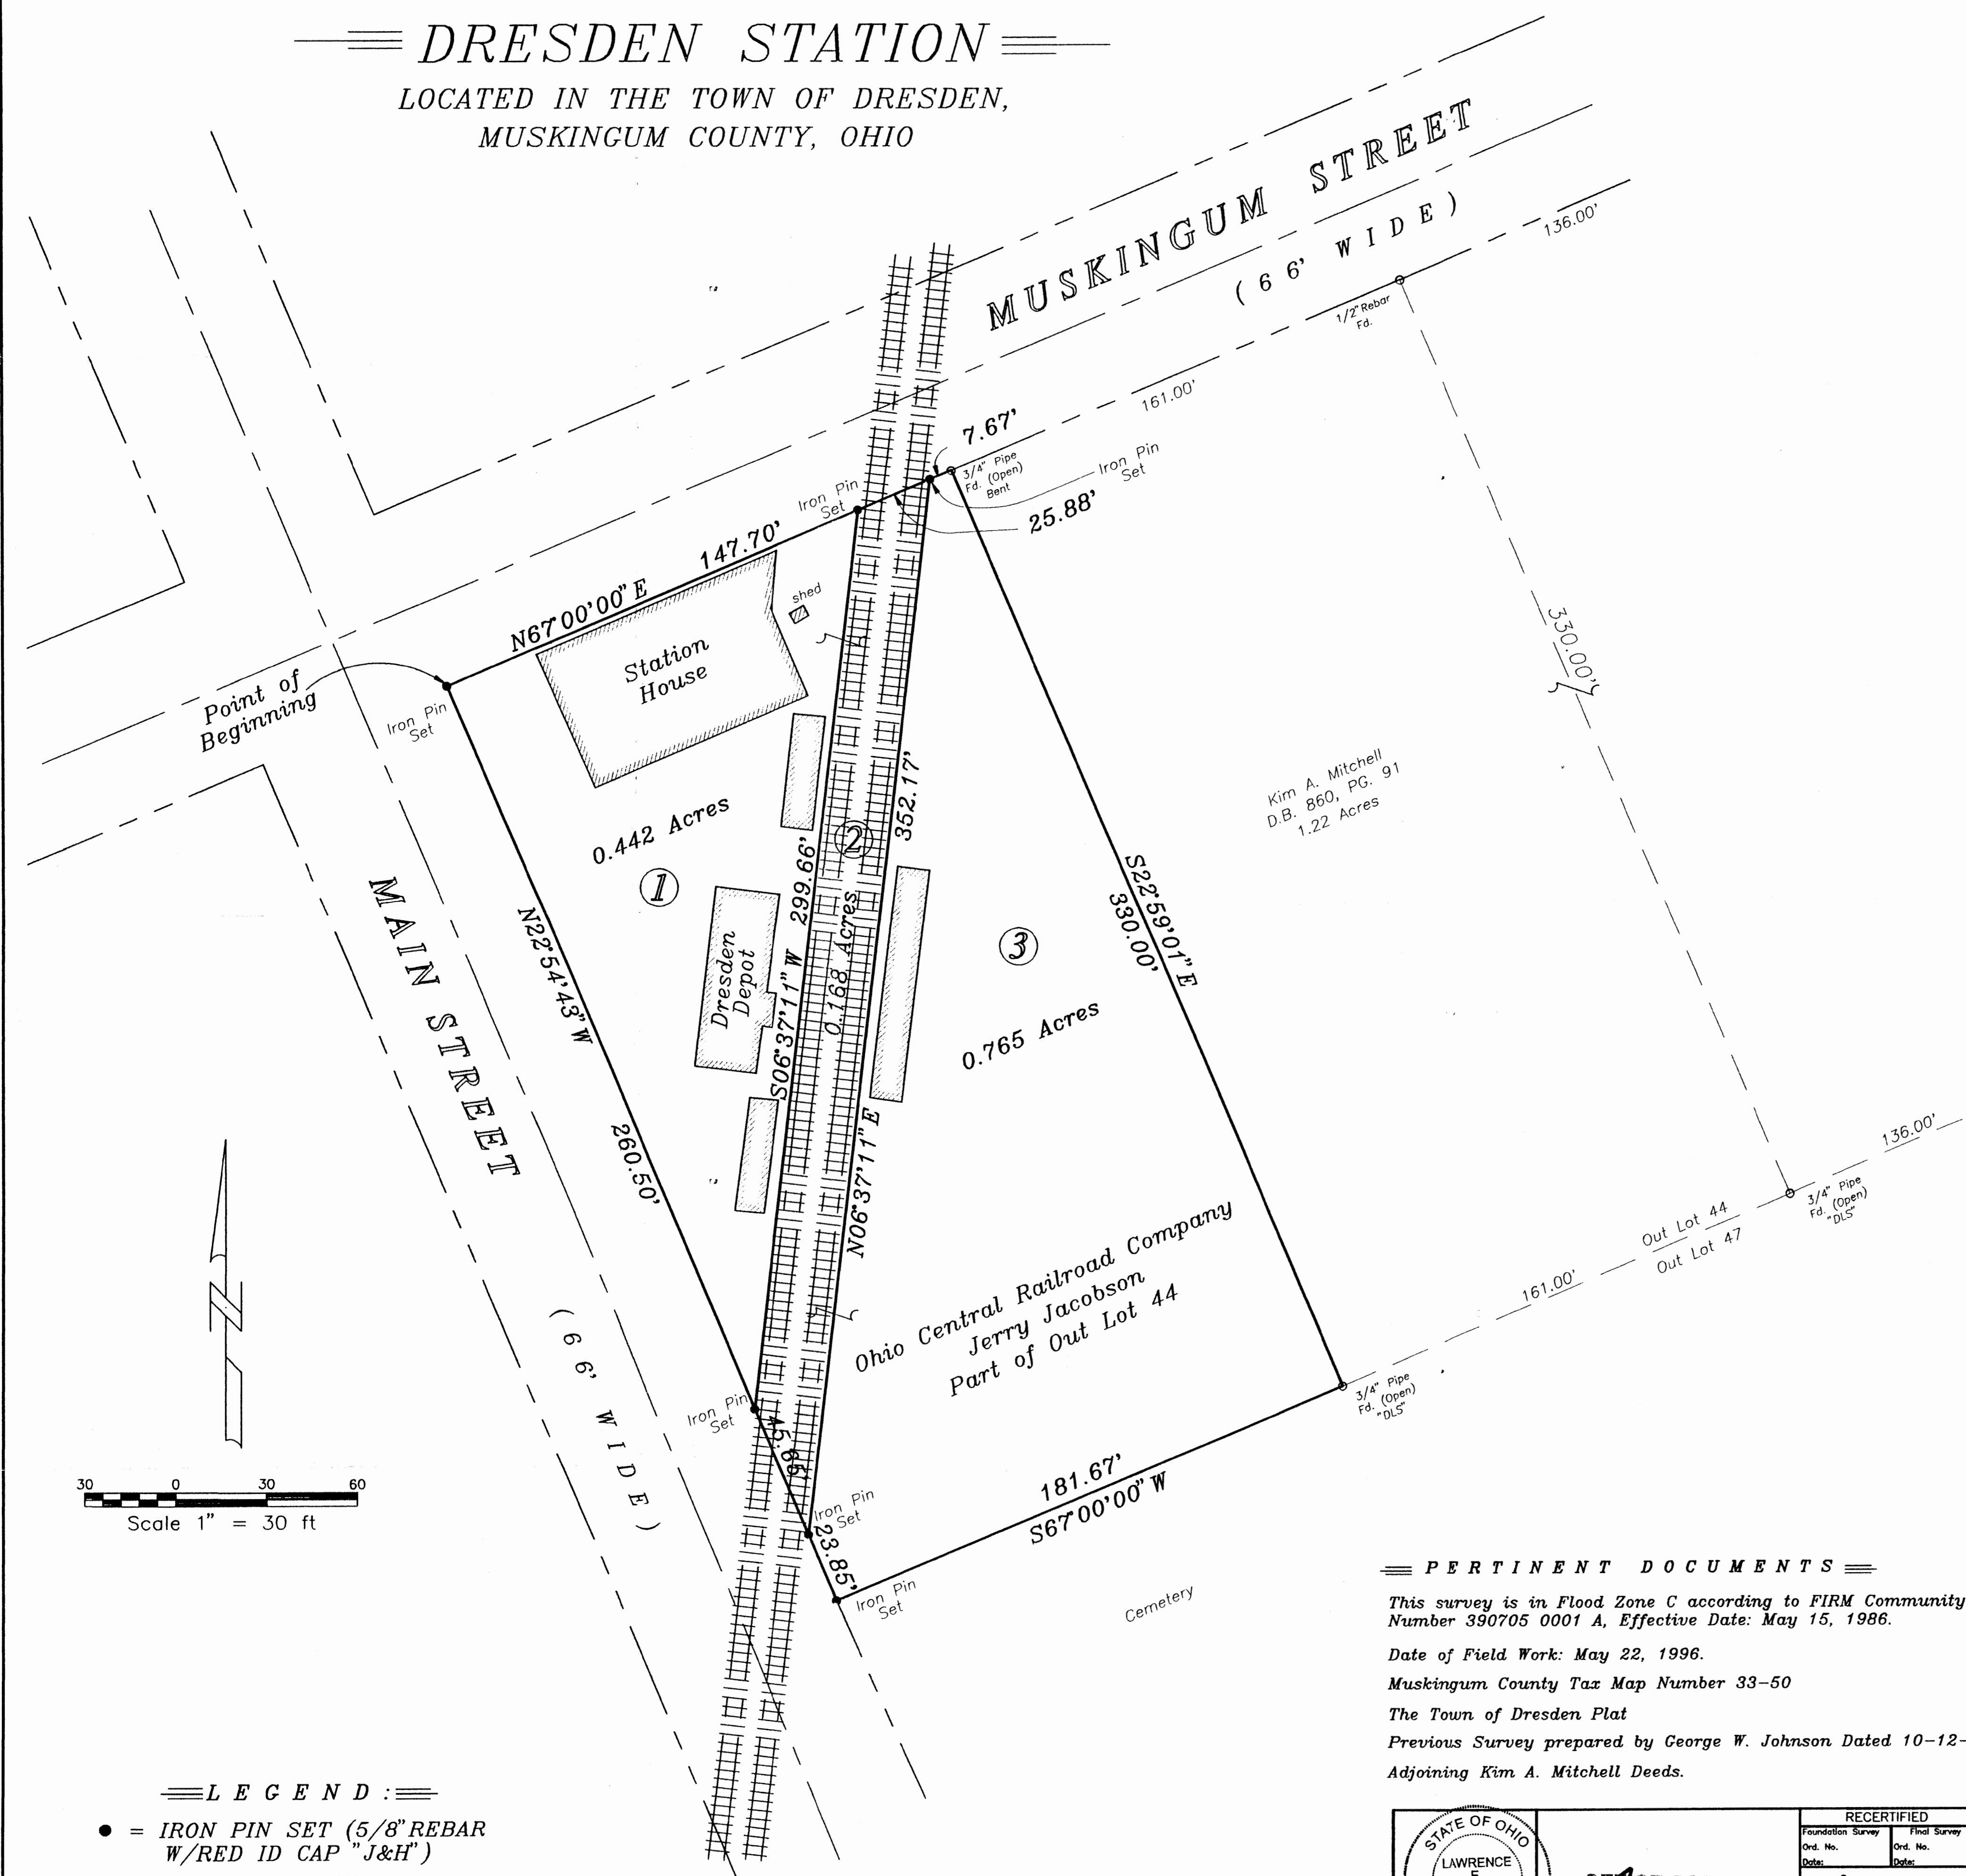 DRESDEN STATION
LOCATED IN THE TOWN OF DRESDEN,
MUSKINGUM COUNTY, OHIO
MUSKINGUM STREET
(66' WIDE)
136.00'
1/2" Rebar
Fd.
161.00'
7.67'
3/4" Pipe
Fd. (Open)
Bent
Iron Pin
Set
25.88'
Iron Pin
Set
147.70'
N67°00'00"E
shed
Station
House
Point of
Beginning
Iron Pin
Set
330.00'
Kim A. Mitchell
D.B. 860, PG. 91
1.22 Acres
0.442 Acres
1
2
352.17'
299.66'
S06°37'11"W
0.168 Acres
N06°37'11"E
Dresden
Depot
3
0.765 Acres
S22°59'01"E
330.00'
MAIN STREET
(66' WIDE)
N22°54'43"W
260.50'
136.00'
3/4" Pipe
Fd. (Open)
"DLS"
Out Lot 44
Out Lot 47
161.00'
Ohio Central Railroad Company
Jerry Jacobson
Part of Out Lot 44
3/4" Pipe
Fd. (Open)
"DLS"
Iron Pin
Set
45.65'
Iron Pin
Set
23.85'
181.67'
S67°00'00"W
Iron Pin
Set
Cemetery
N
30 0 30 60
Scale 1" = 30 ft
PERTINENT DOCUMENTS
This survey is in Flood Zone C according to FIRM Community
Number 390705 0001 A, Effective Date: May 15, 1986.
Date of Field Work: May 22, 1996.
Muskingum County Tax Map Number 33-50
The Town of Dresden Plat
Previous Survey prepared by George W. Johnson Dated 10-12-
Adjoining Kim A. Mitchell Deeds.
LEGEND:
= IRON PIN SET (5/8" REBAR
W/RED ID CAP "J&H")
STATE OF OHIO
LAWRENCE
E.
RECERTIFIED
Foundation Survey Final Survey
Ord. No. Ord. No.
Date: Date: